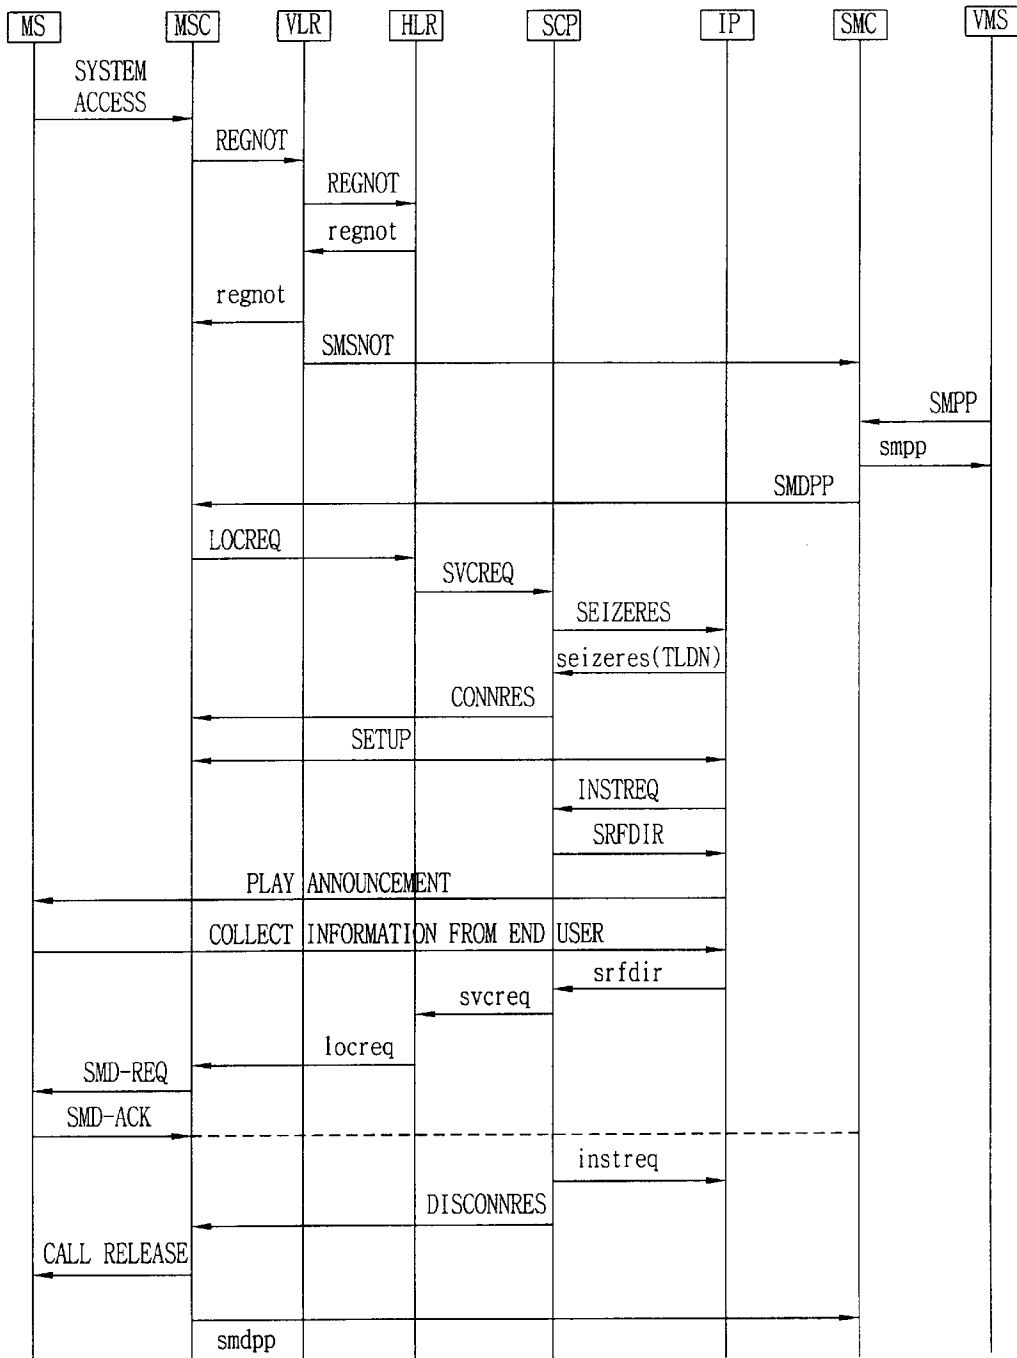 MS MSC VLR HLR SCP IP SMC VMS
SYSTEM
ACCESS
REGNOT
REGNOT
regnot
regnot
SMSNOT
SMPP
smpp
SMDPP
LOCREQ
SVCREQ
SEIZERES
seizeres(TLDN)
CONNRES
SETUP
INSTREQ
SRFDIR
PLAY ANNOUNCEMENT
COLLECT INFORMATION FROM END USER
srfdir
svcreq
locreq
SMD-REQ
SMD-ACK
instreq
DISCONNRES
CALL RELEASE
smdpp